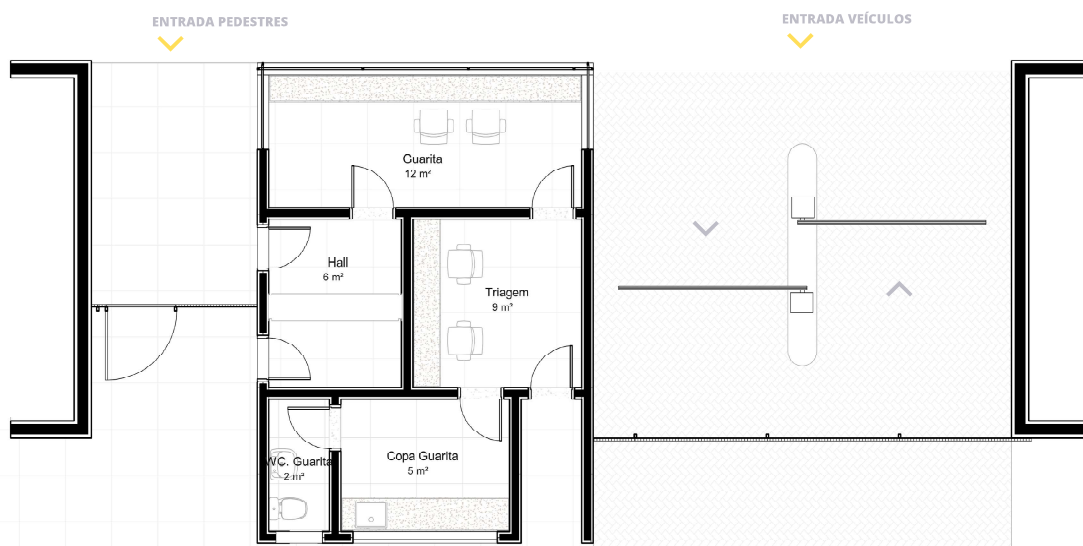 ENTRADA PEDESTRES
ENTRADA VEÍCULOS
Guarita
12 m²
Hall
6 m²
Triagem
9 m²
WC. Guarita
2 m²
Copa Guarita
5 m²